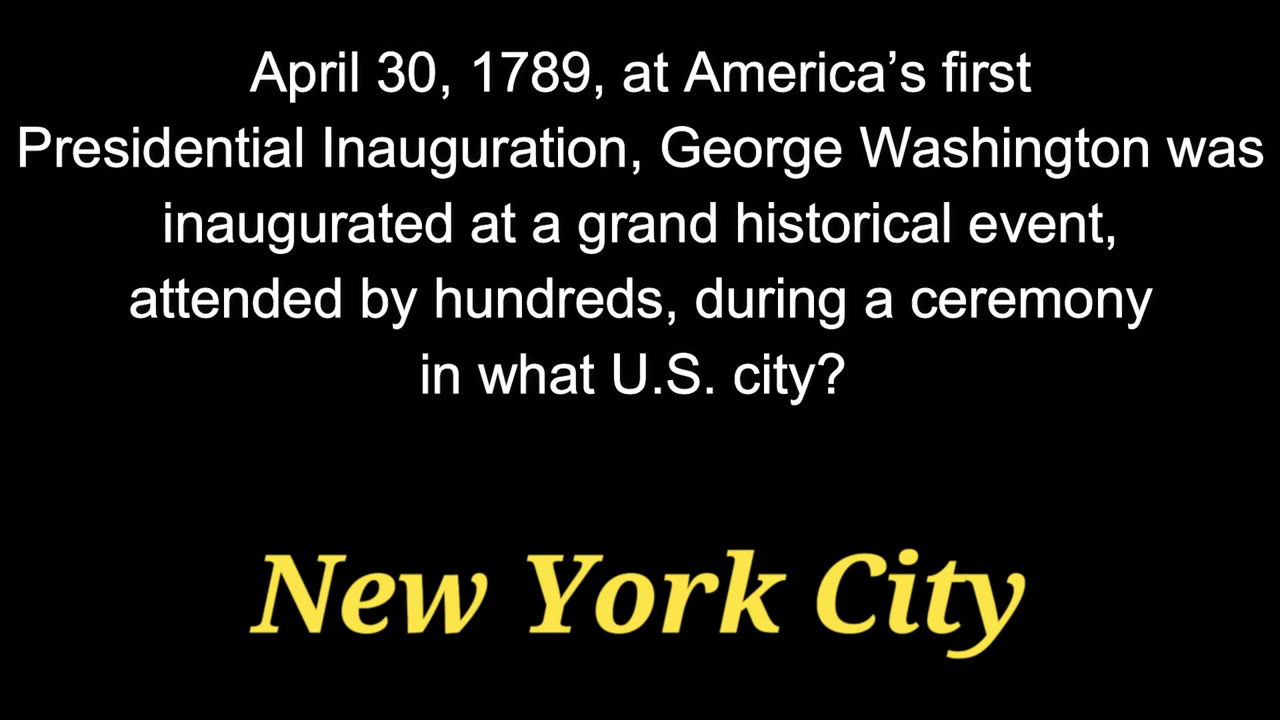 April 30, 1789, at America’s first
Presidential Inauguration, George Washington was
inaugurated at a grand historical event,
attended by hundreds, during a ceremony
in what U.S. city?
New York City